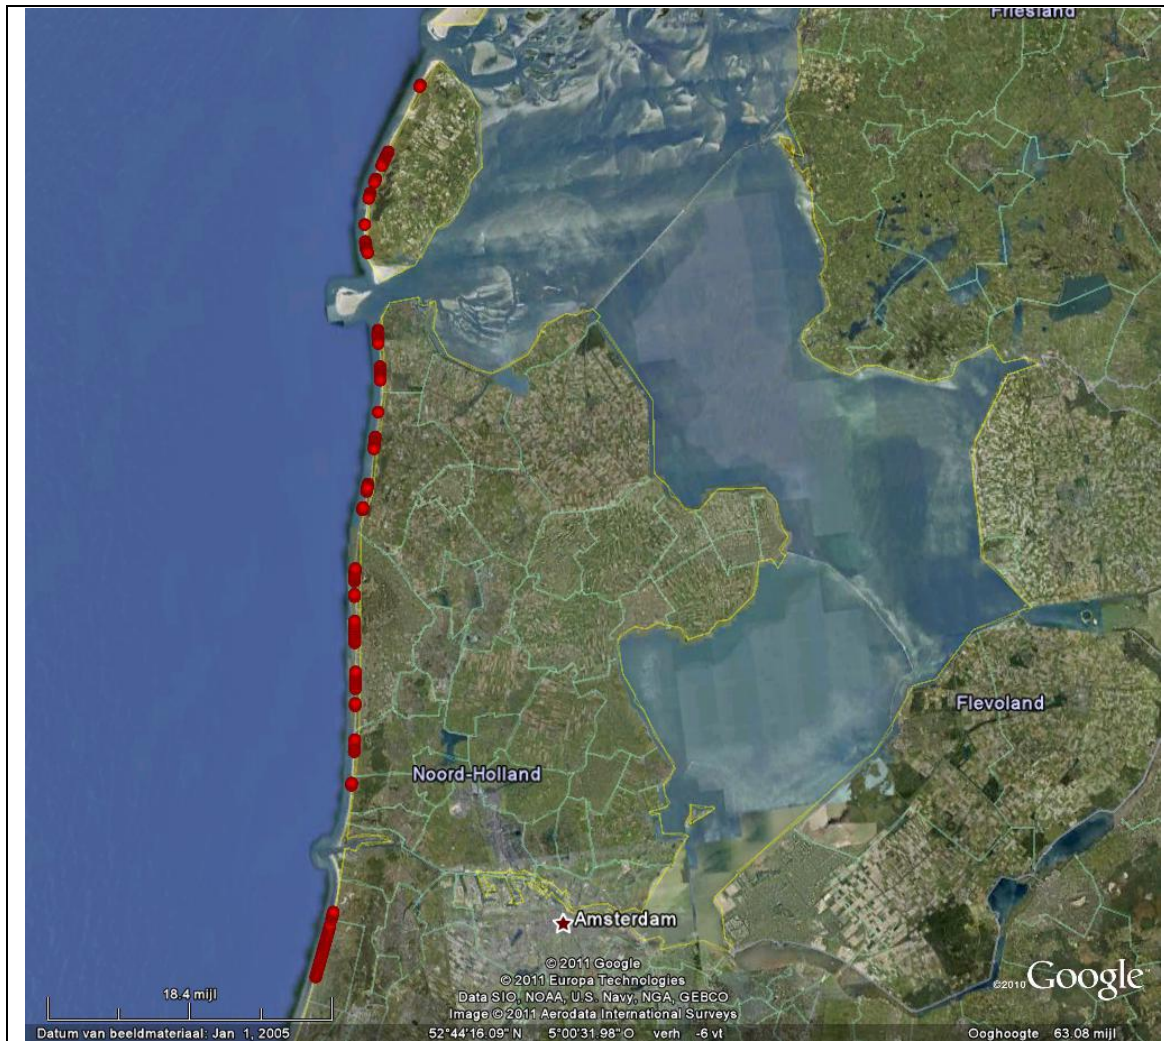 Friesland
Flevoland
Noord-Holland
Amsterdam
© 2011 Google
© 2011 Europa Technologies
Data SIO, NOAA, U.S. Navy, NGA, GEBCO
Image © 2011 Aerodata International Surveys
©2010 Google
18.4 mijl
Datum van beeldmateriaal: Jan 1, 2005 52°44'16.09" N 5°00'31.98" O verh -6 vt Ooghoogte 63.08 mijl